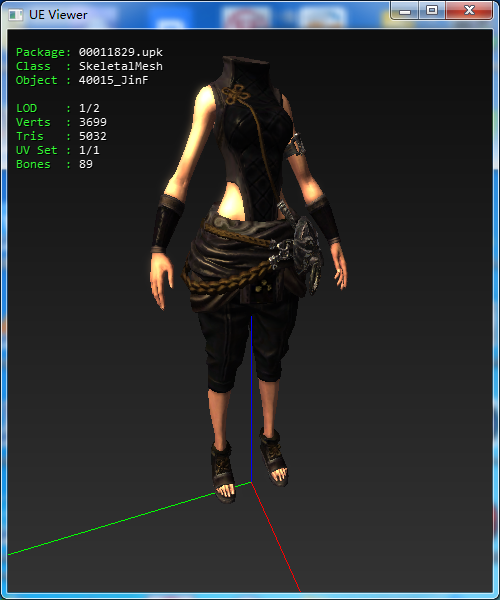 UE Viewer
Package: 00011829.upk
Class : SkeletalMesh
Object : 40015_JinF
LOD : 1/2
Verts : 3699
Tris : 5032
UV Set : 1/1
Bones : 89